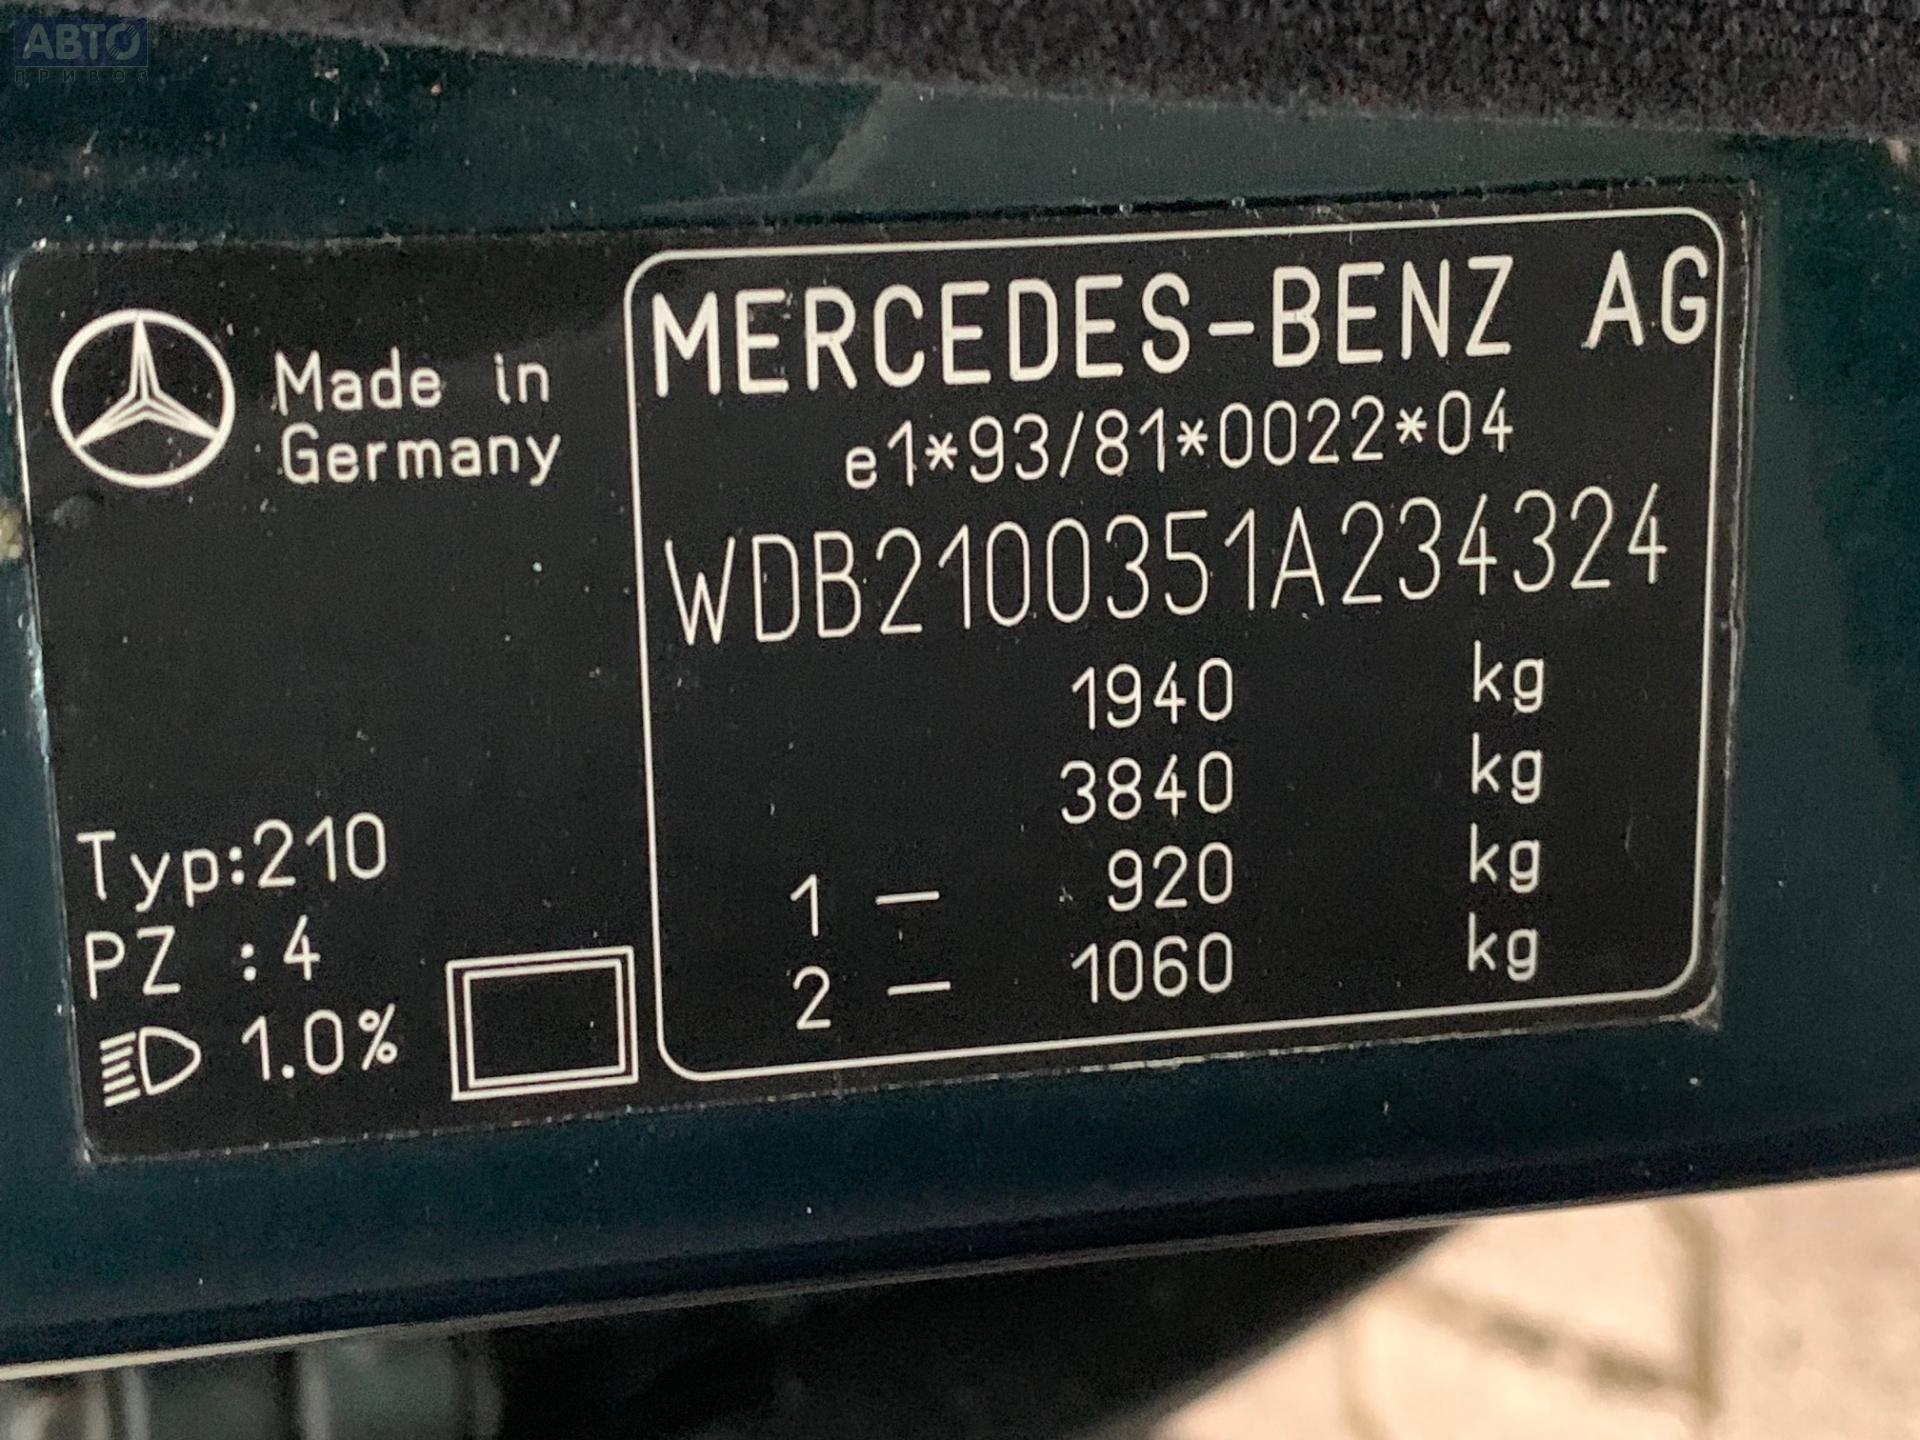 АВТО
ПРИВОЗ
Made in
Germany
MERCEDES-BENZ AG
e1*93/81*0022*04
WDB2100351A234324
1940 kg
3840 kg
1 — 920 kg
2 — 1060 kg
Typ:210
PZ :4
1.0%